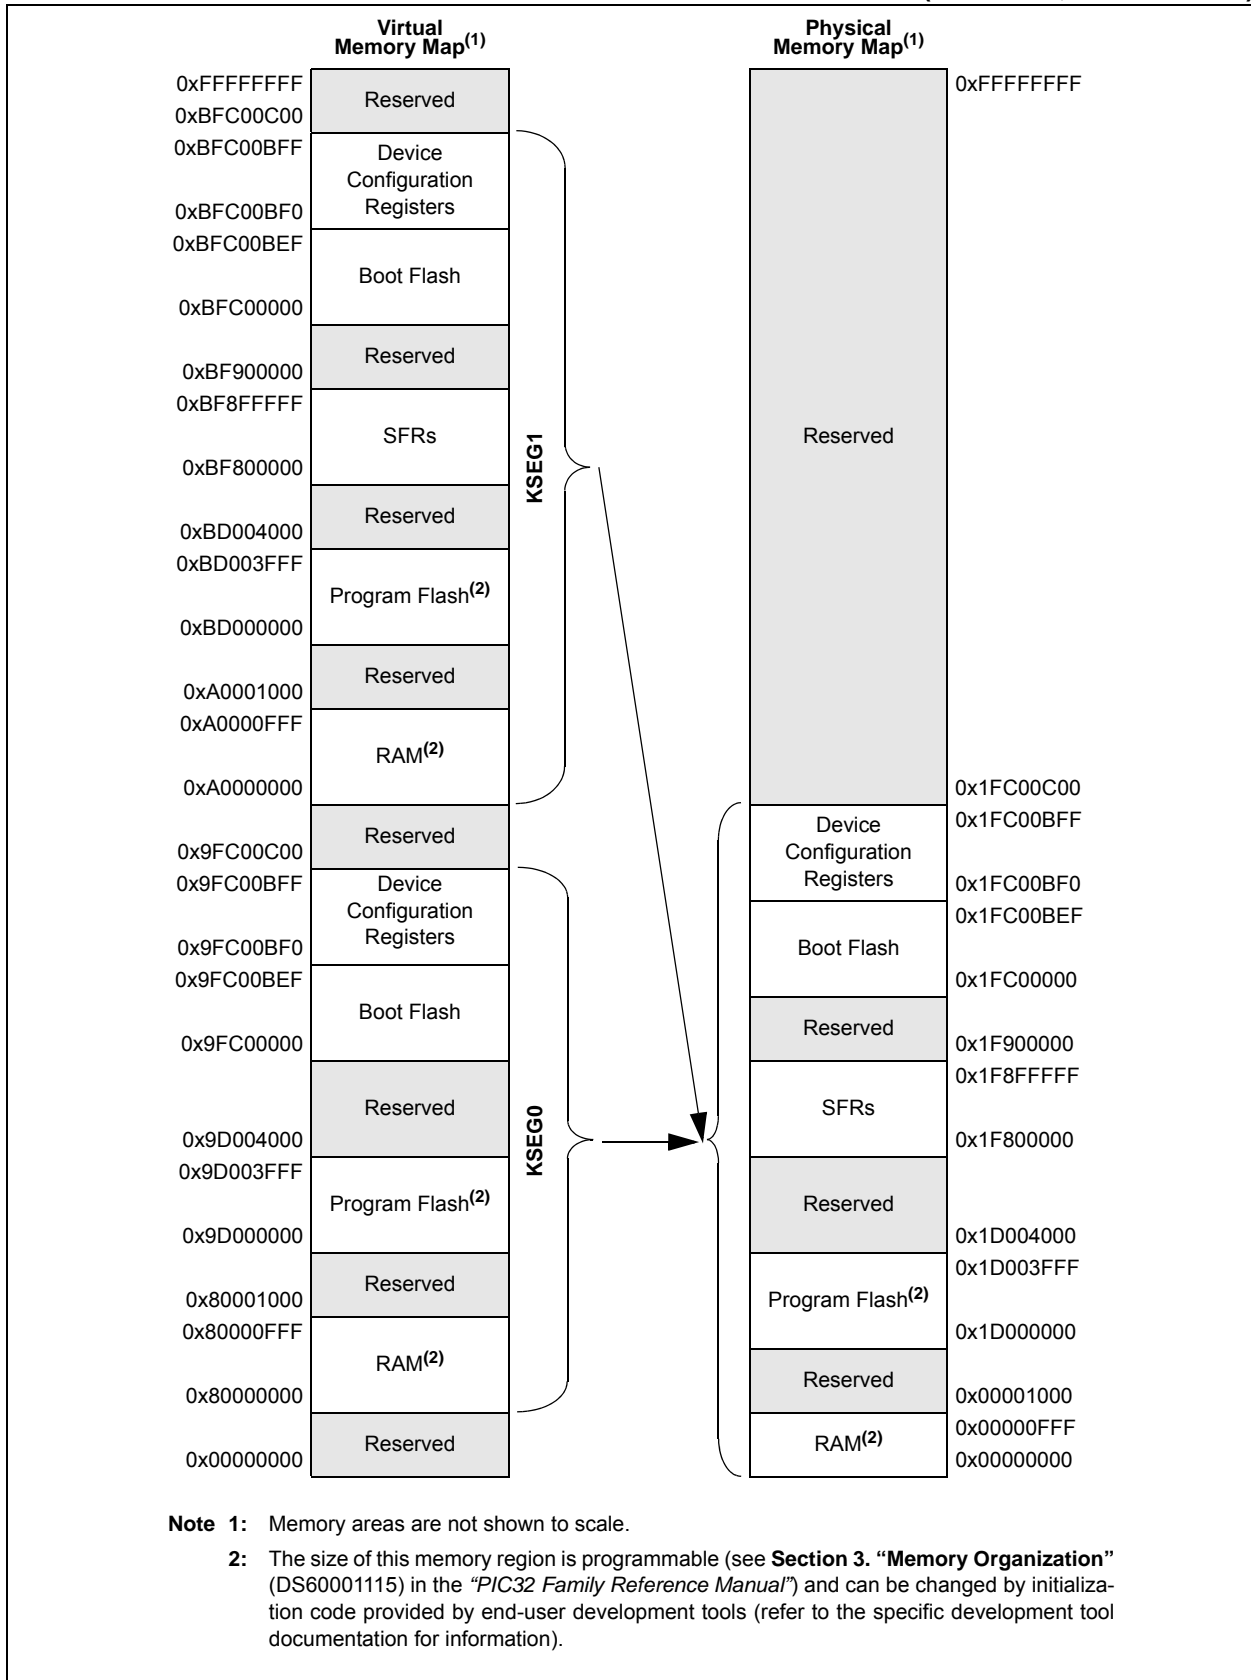 Virtual
Memory Map(1)
Physical
Memory Map(1)
0xFFFFFFFF
Reserved
0xBFC00C00
0xBFC00BFF
Device
Configuration
Registers
0xBFC00BF0
0xBFC00BEF
Boot Flash
0xBFC00000
Reserved
0xBF900000
0xBF8FFFFF
SFRs
0xBF800000
Reserved
0xBD004000
0xBD003FFF
Program Flash(2)
0xBD000000
Reserved
0xA0001000
0xA0000FFF
RAM(2)
0xA0000000
KSEG1
Reserved
0x9FC00C00
0x9FC00BFF
Device
Configuration
Registers
0x9FC00BF0
0x9FC00BEF
Boot Flash
0x9FC00000
Reserved
0x9D004000
0x9D003FFF
Program Flash(2)
0x9D000000
Reserved
0x80001000
0x80000FFF
RAM(2)
0x80000000
KSEG0
Reserved
0x00000000
0xFFFFFFFF
Reserved
0x1FC00C00
0x1FC00BFF
Device
Configuration
Registers
0x1FC00BF0
0x1FC00BEF
Boot Flash
0x1FC00000
Reserved
0x1F900000
0x1F8FFFFF
SFRs
0x1F800000
Reserved
0x1D004000
0x1D003FFF
Program Flash(2)
0x1D000000
Reserved
0x00001000
0x00000FFF
RAM(2)
0x00000000
Note 1: Memory areas are not shown to scale.
2: The size of this memory region is programmable (see Section 3. “Memory Organization”
(DS60001115) in the “PIC32 Family Reference Manual”) and can be changed by initializa-
tion code provided by end-user development tools (refer to the specific development tool
documentation for information).